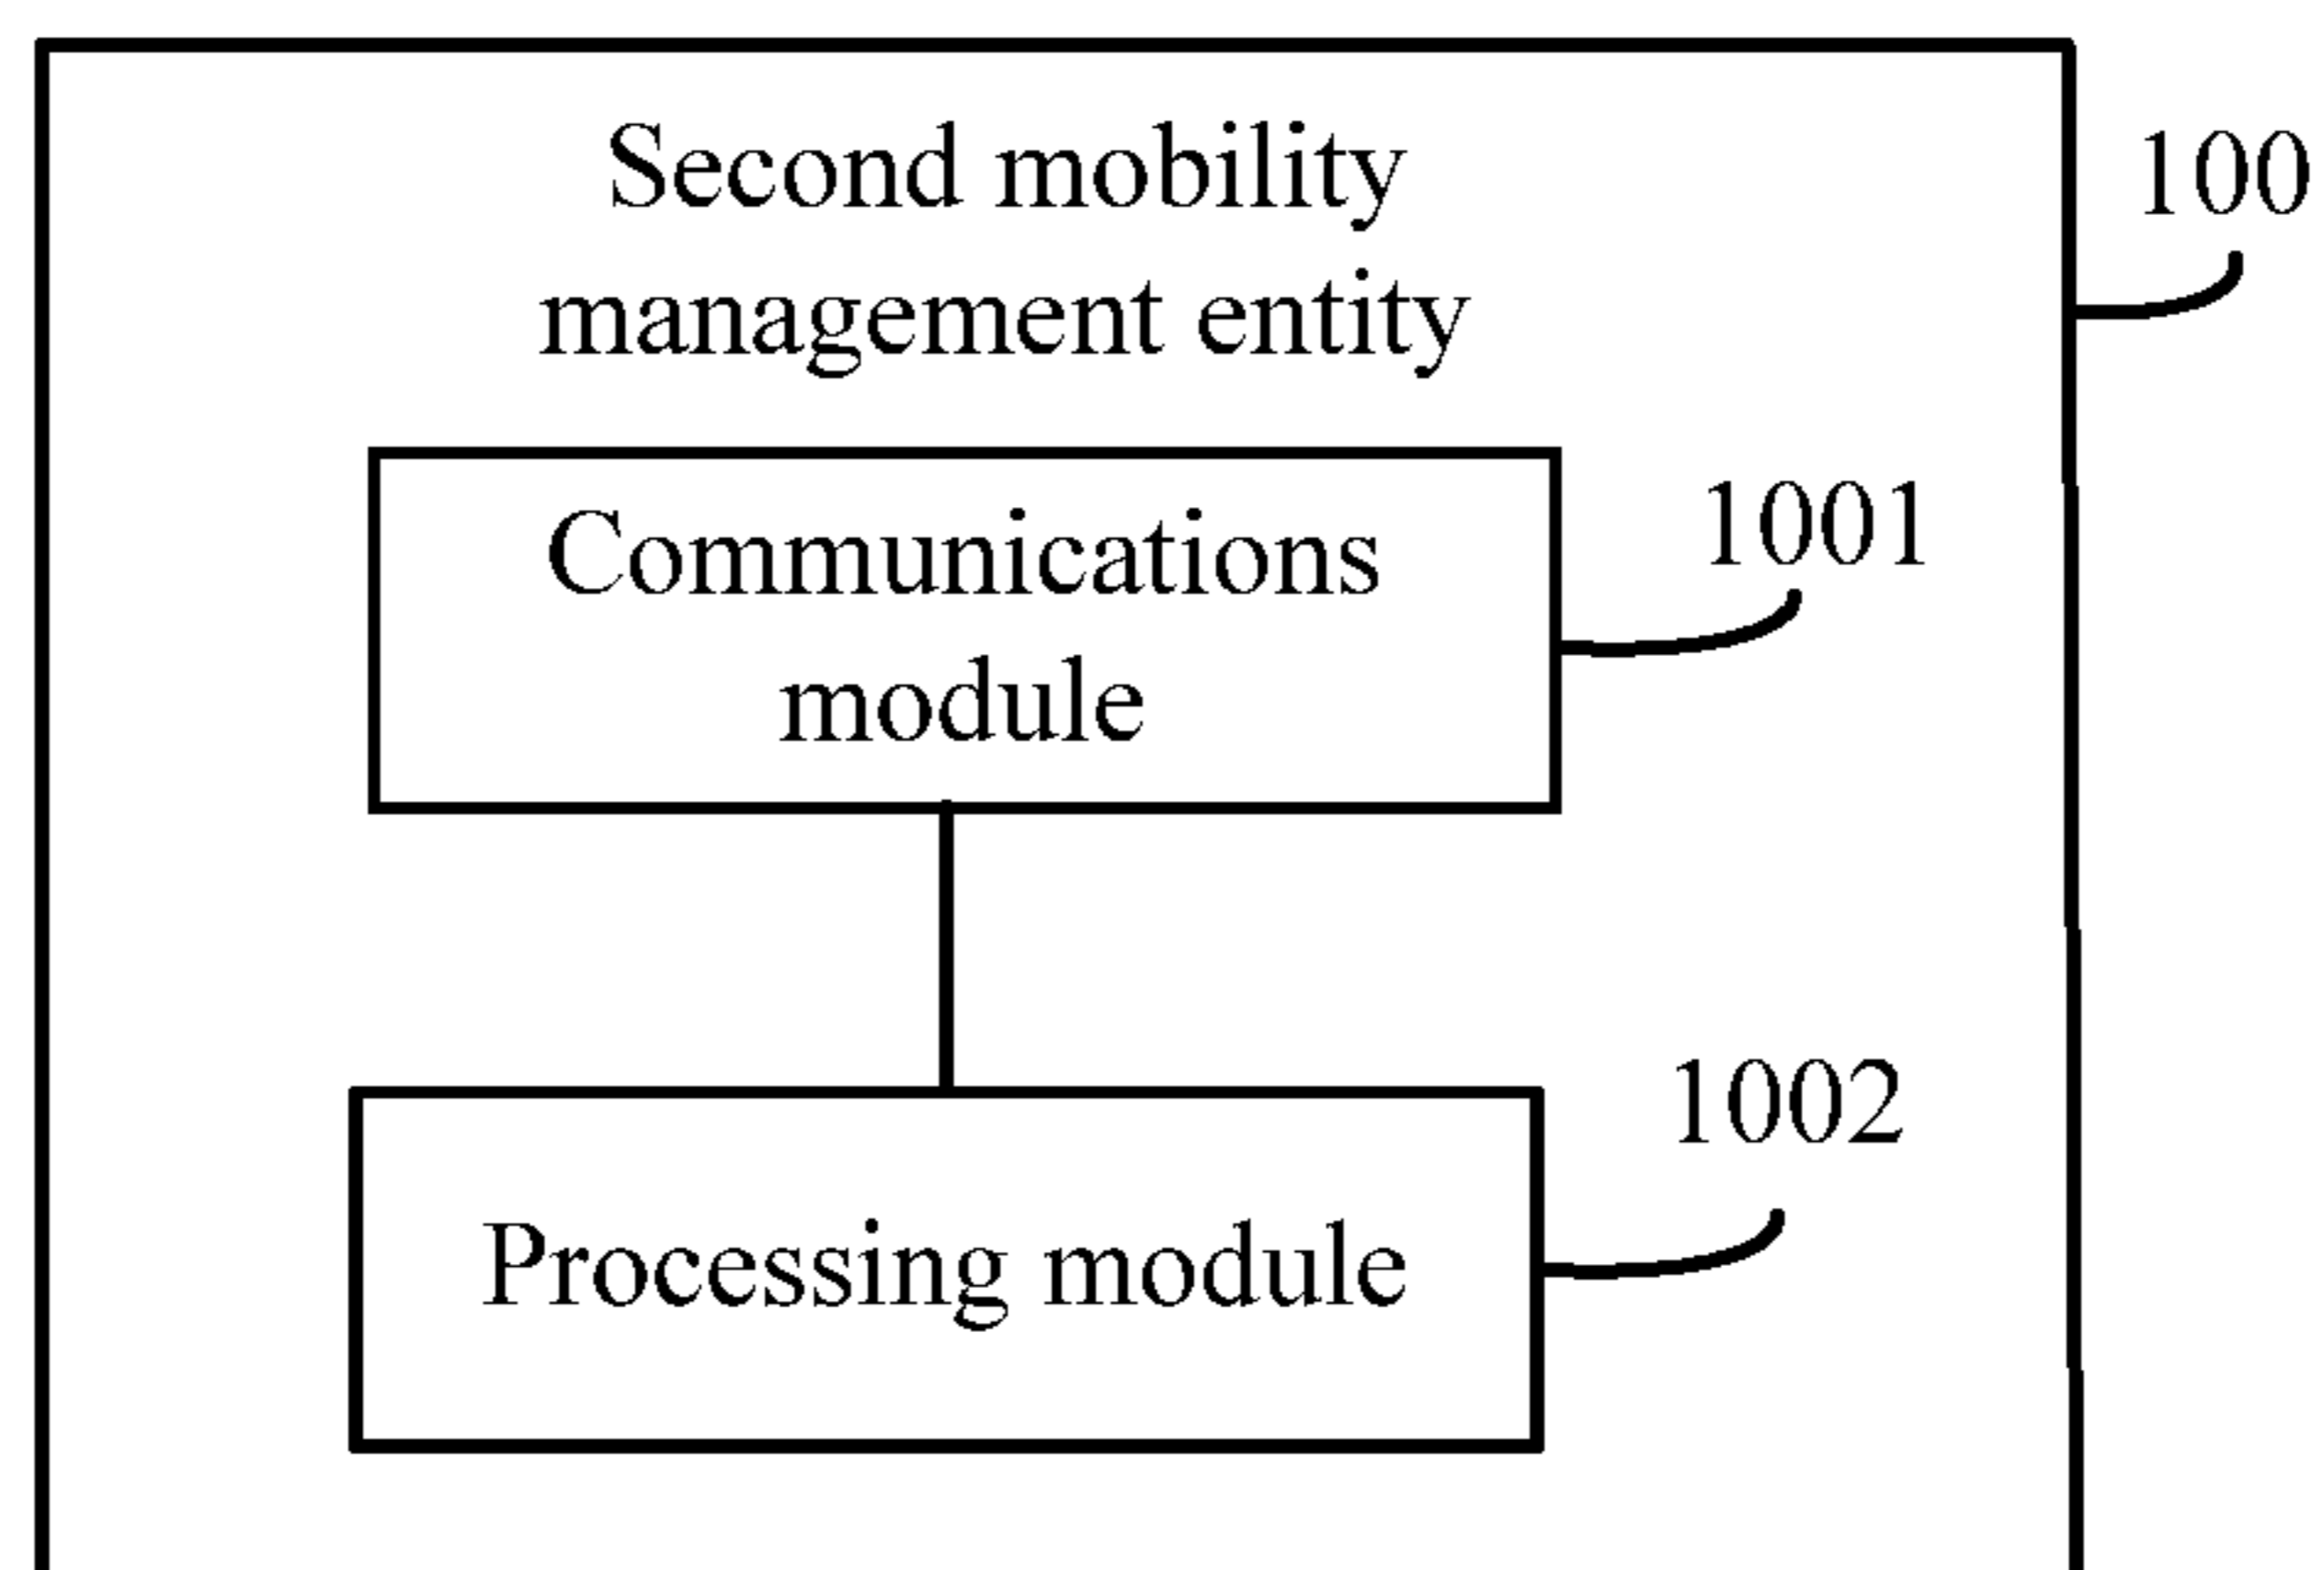 Second mobility
management entity
100
Communications
module
1001
1002
Processing module